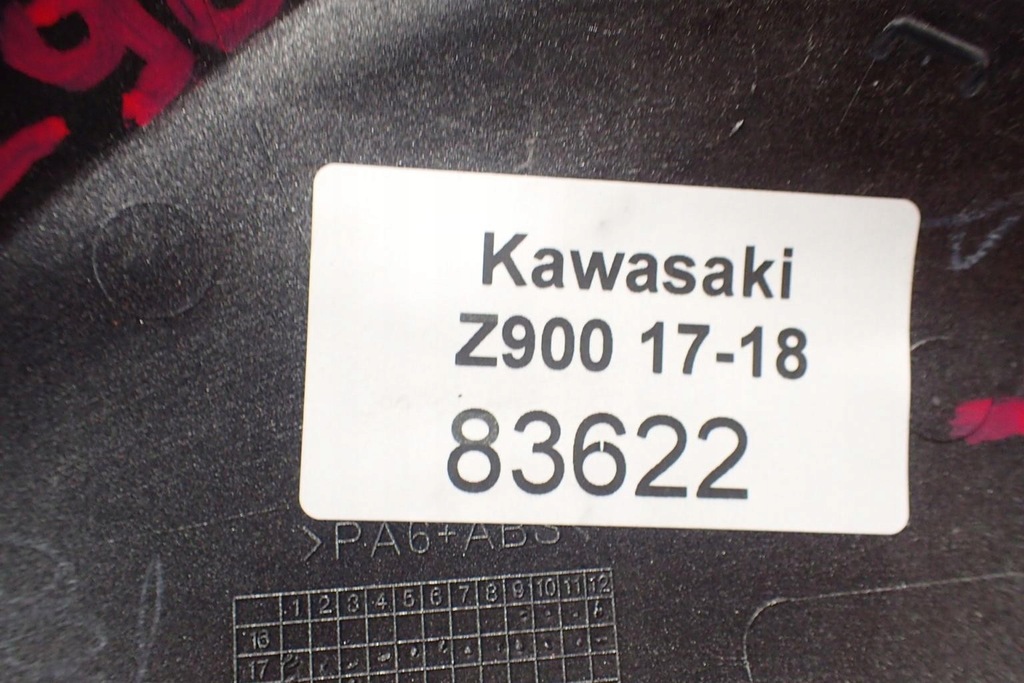 Kawasaki
Z900 17-18
83622
>PA6+ABS<
1 2 3 4 5 6 7 8 9 10 11 12
16
17